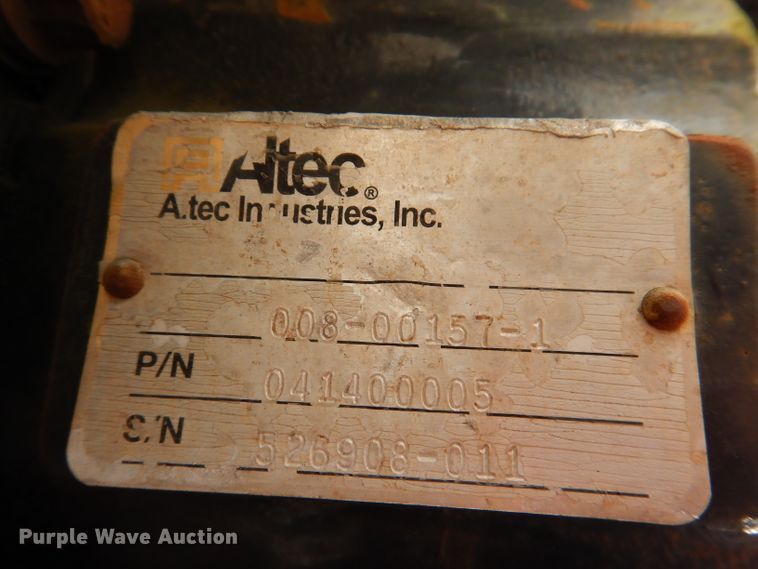 Altec®
Altec Industries, Inc.
008-00157-1
P/N
041400005
S/N
526908-011
Purple Wave Auction